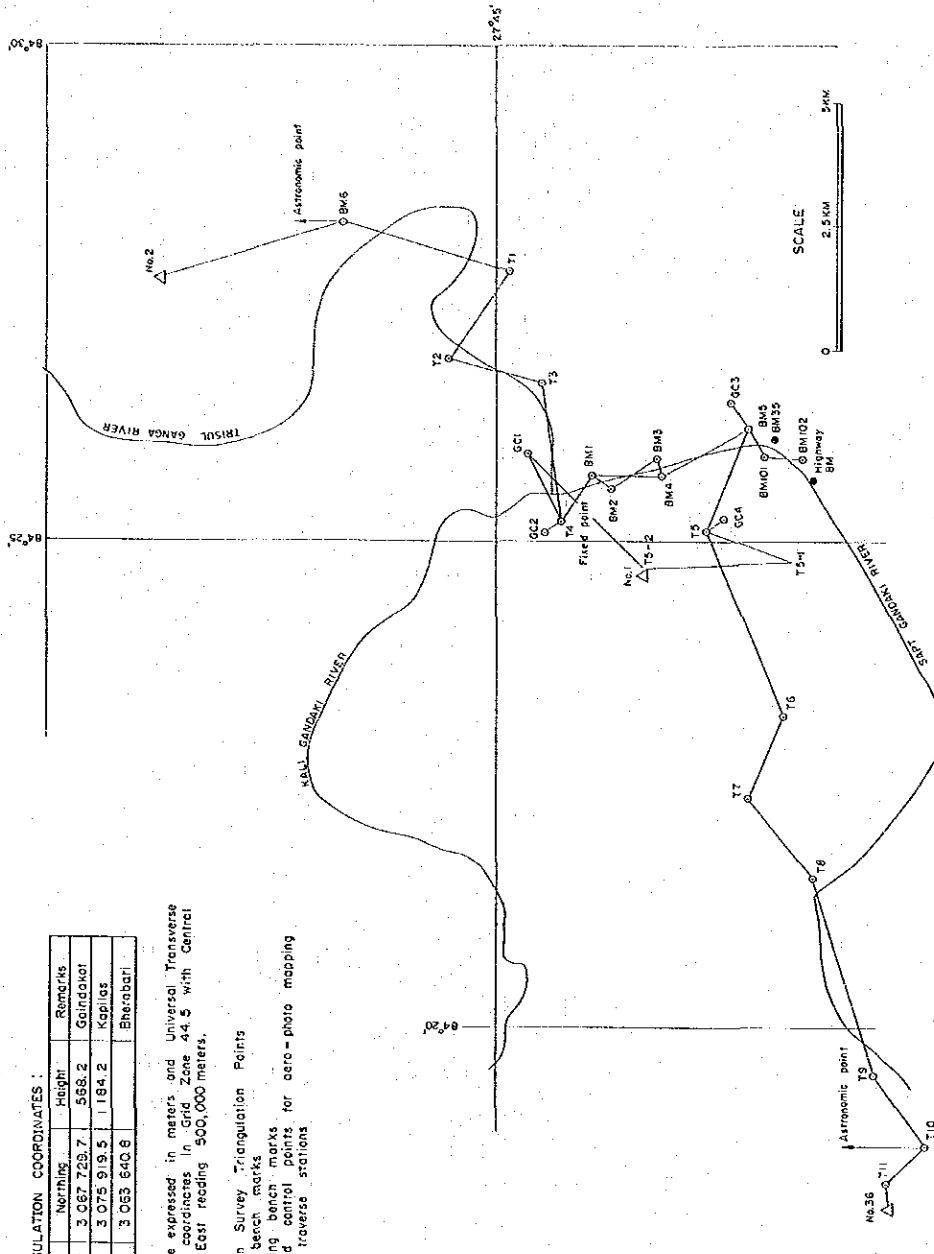 ULATION COORDINATES :
Northing Height Remarks
3 067 729.7 568.2 Gaindakot
3 075 919.5 1 184.2 Kapilas
3 063 640.8 Bherabari
e expressed in meters and Universal Transverse
coordinates in Grid Zone 44.5 with Central
East reading 500,000 meters.
n Survey Triangulation Points
bench marks
ng bench marks
d control points for aero-photo mapping
traverse stations
84°30'
84°25'
84°20'
27°45'
TRISUL GANGA RIVER
KALI GANDAKI RIVER
SAPT GANDAKI RIVER
No.2
Astronomic point
BM6
T1
T2
T3
GC1
GC2
T4
BM1
Fixed point
BM2
BM3
BM4
No.1
T5-2
GC3
BM5
BM35
BM101
BM102
Highway
BM
T5
GC4
T5-1
T6
T7
T8
T9
Astronomic point
T10
T11
No.36
SCALE
0 2.5KM 5KM